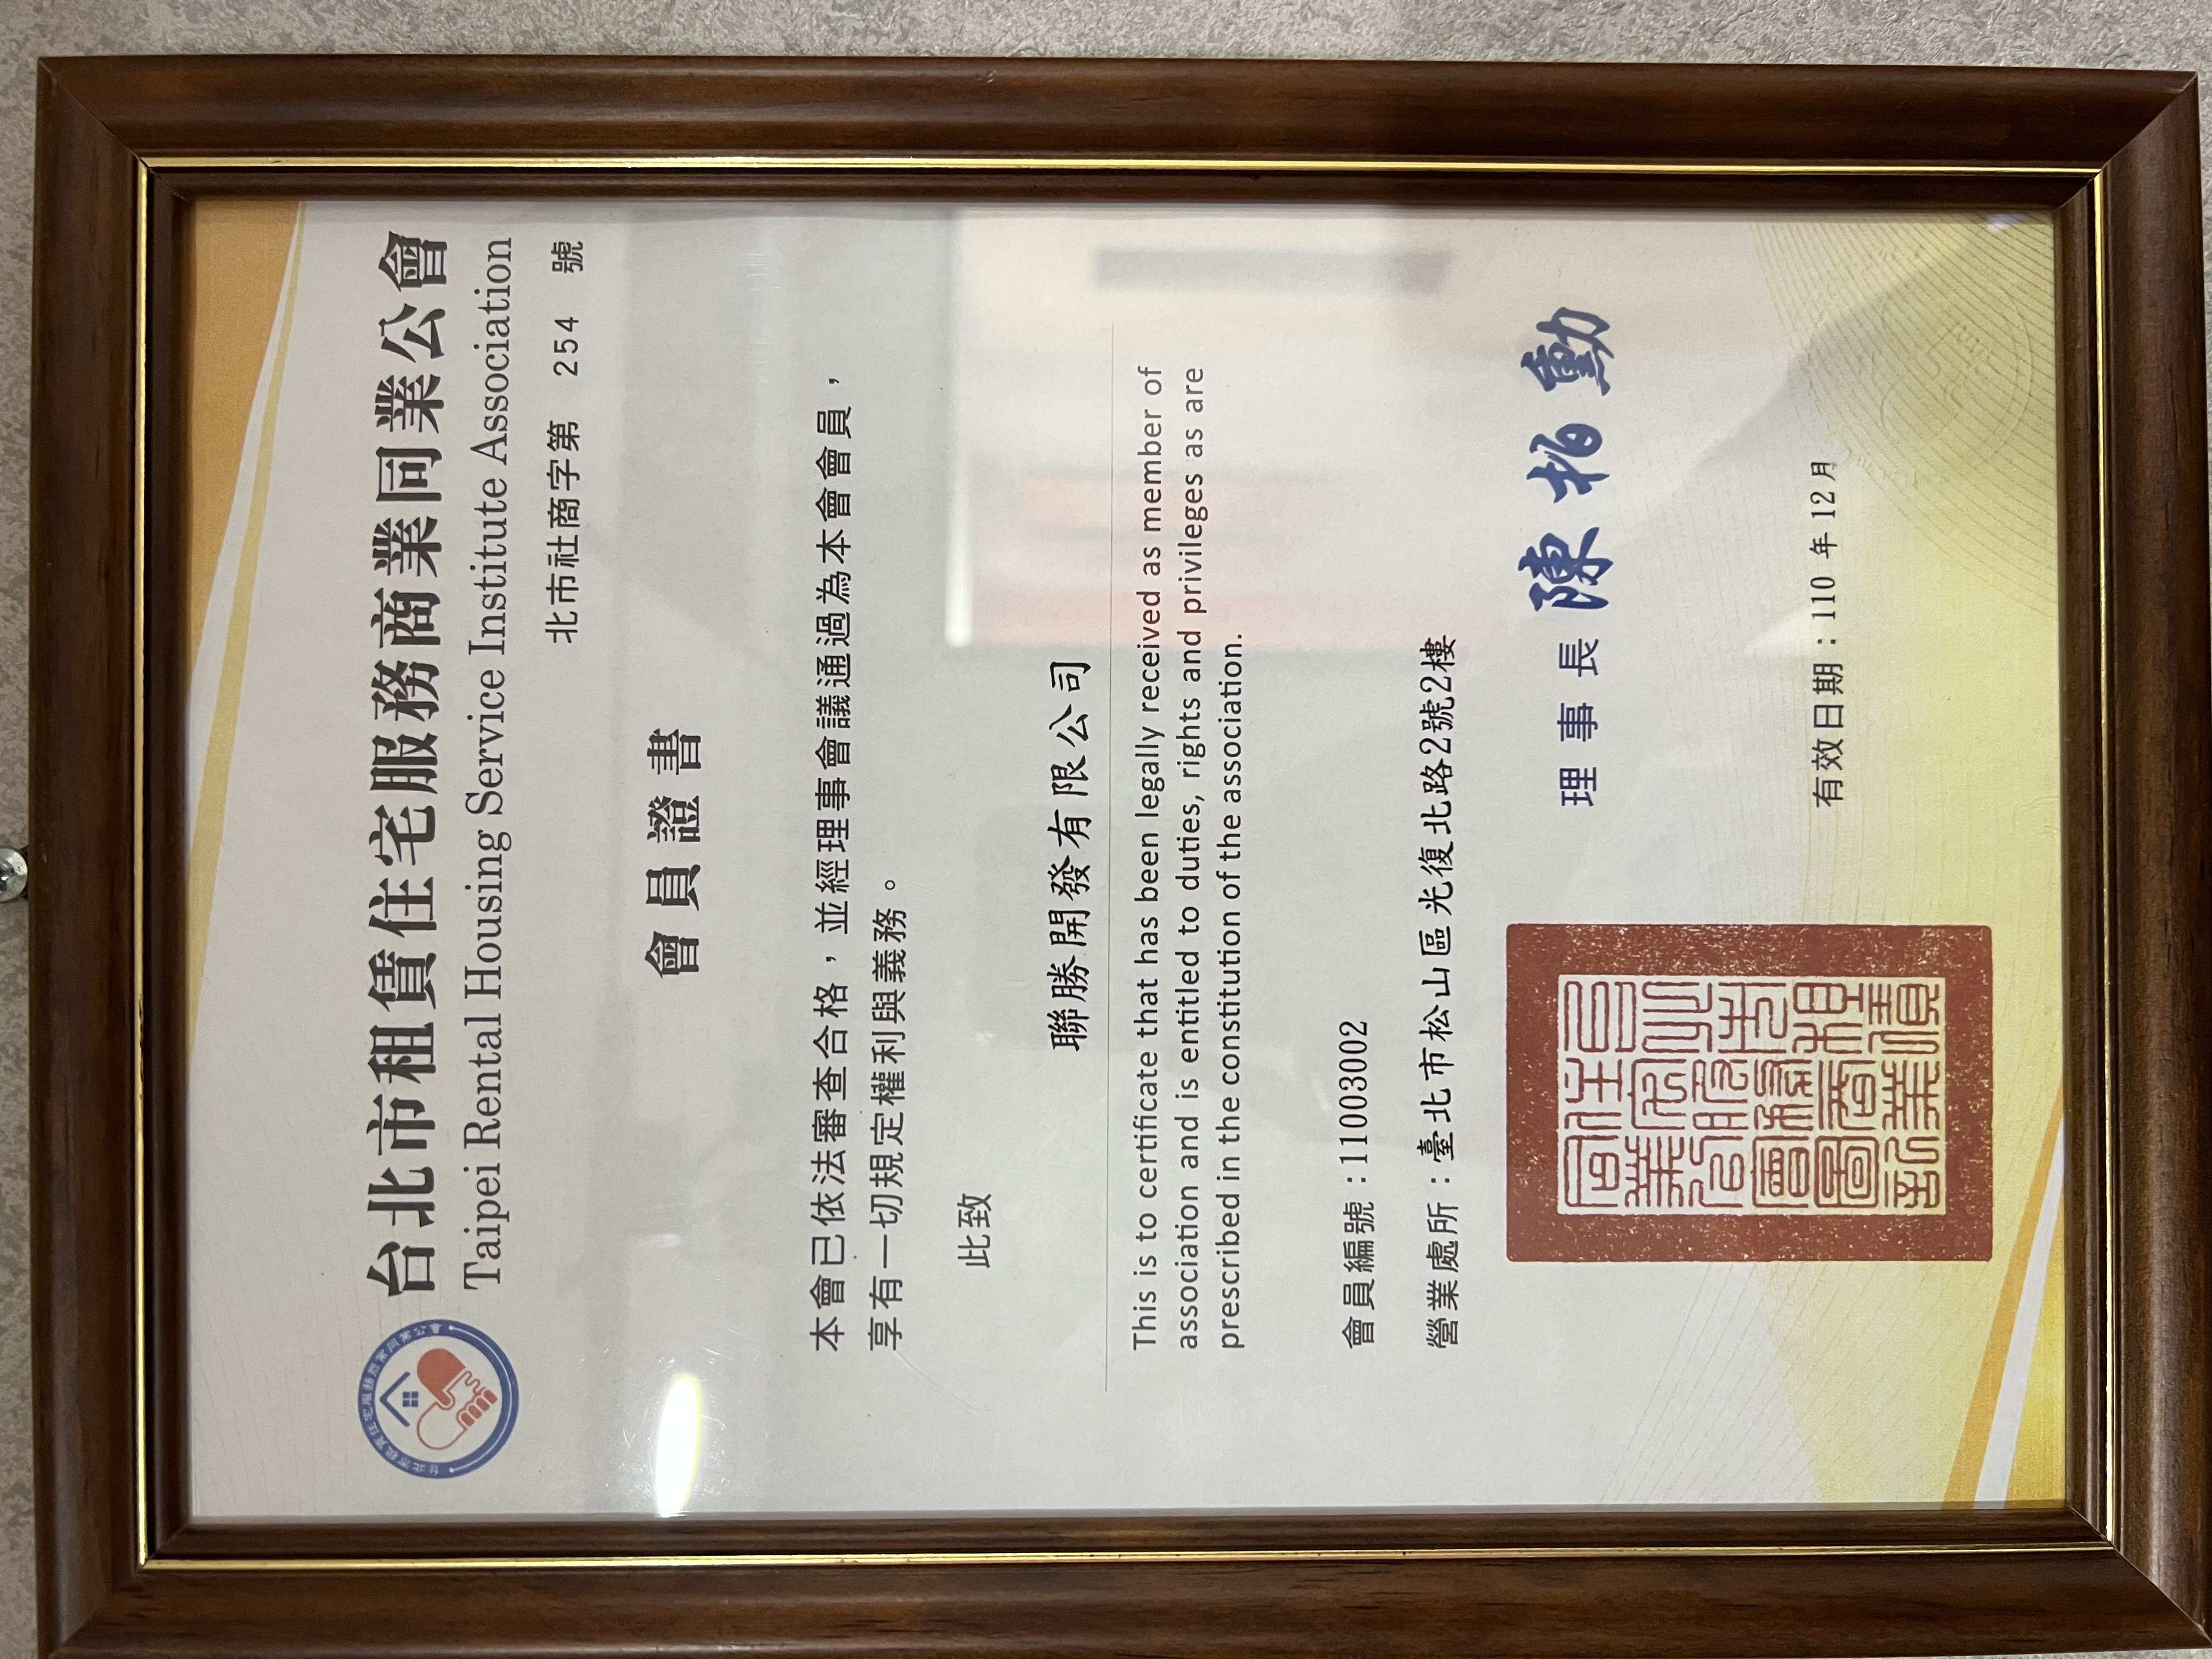 台北市租賃住宅服務商業同業公會
Taipei Rental Housing Service Institute Association
北市社商字第 254 號
會員證書
本會已依法審查合格，並經理事會議通過為本會會員，
享有一切規定權利與義務。
此致
聯勝開發有限公司
This is to certificate that has been legally received as member of
association and is entitled to duties, rights and privileges as are
prescribed in the constitution of the association.
會員編號：11003002
營業處所：臺北市松山區光復北路2號2樓
理事長 陳柏勳
有效日期：110 年 12月